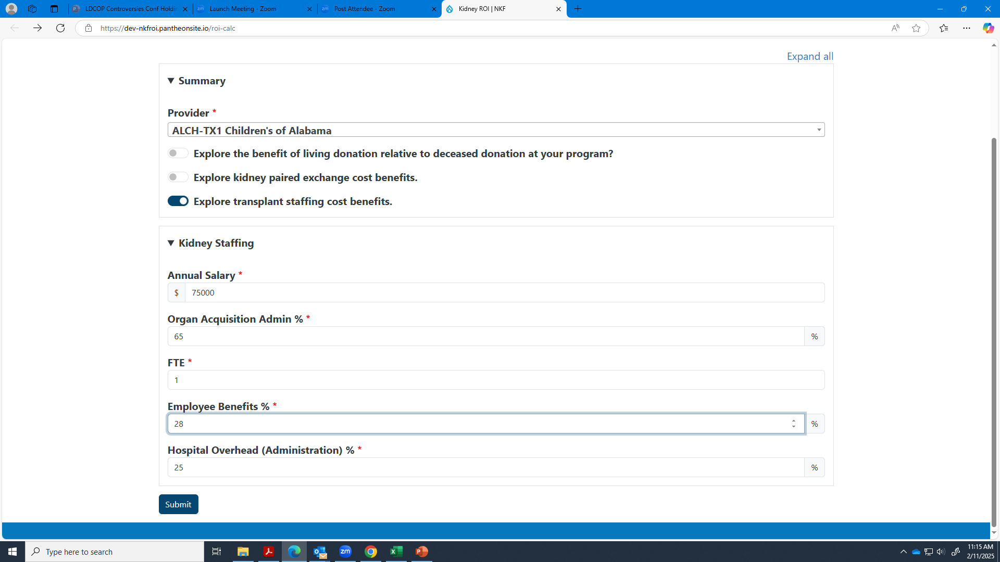 LDCOP Controversies Conf Holdin
Launch Meeting - Zoom
Post Attendee - Zoom
Kidney ROI | NKF
https://dev-nkfroi.pantheonsite.io/roi-calc
Expand all
Summary
Provider *
ALCH-TX1 Children's of Alabama
Explore the benefit of living donation relative to deceased donation at your program?
Explore kidney paired exchange cost benefits.
Explore transplant staffing cost benefits.
Kidney Staffing
Annual Salary *
$ 75000
Organ Acquisition Admin % *
65 %
FTE *
1
Employee Benefits % *
28 %
Hospital Overhead (Administration) % *
25 %
Submit
Type here to search
11:15 AM
2/11/2025